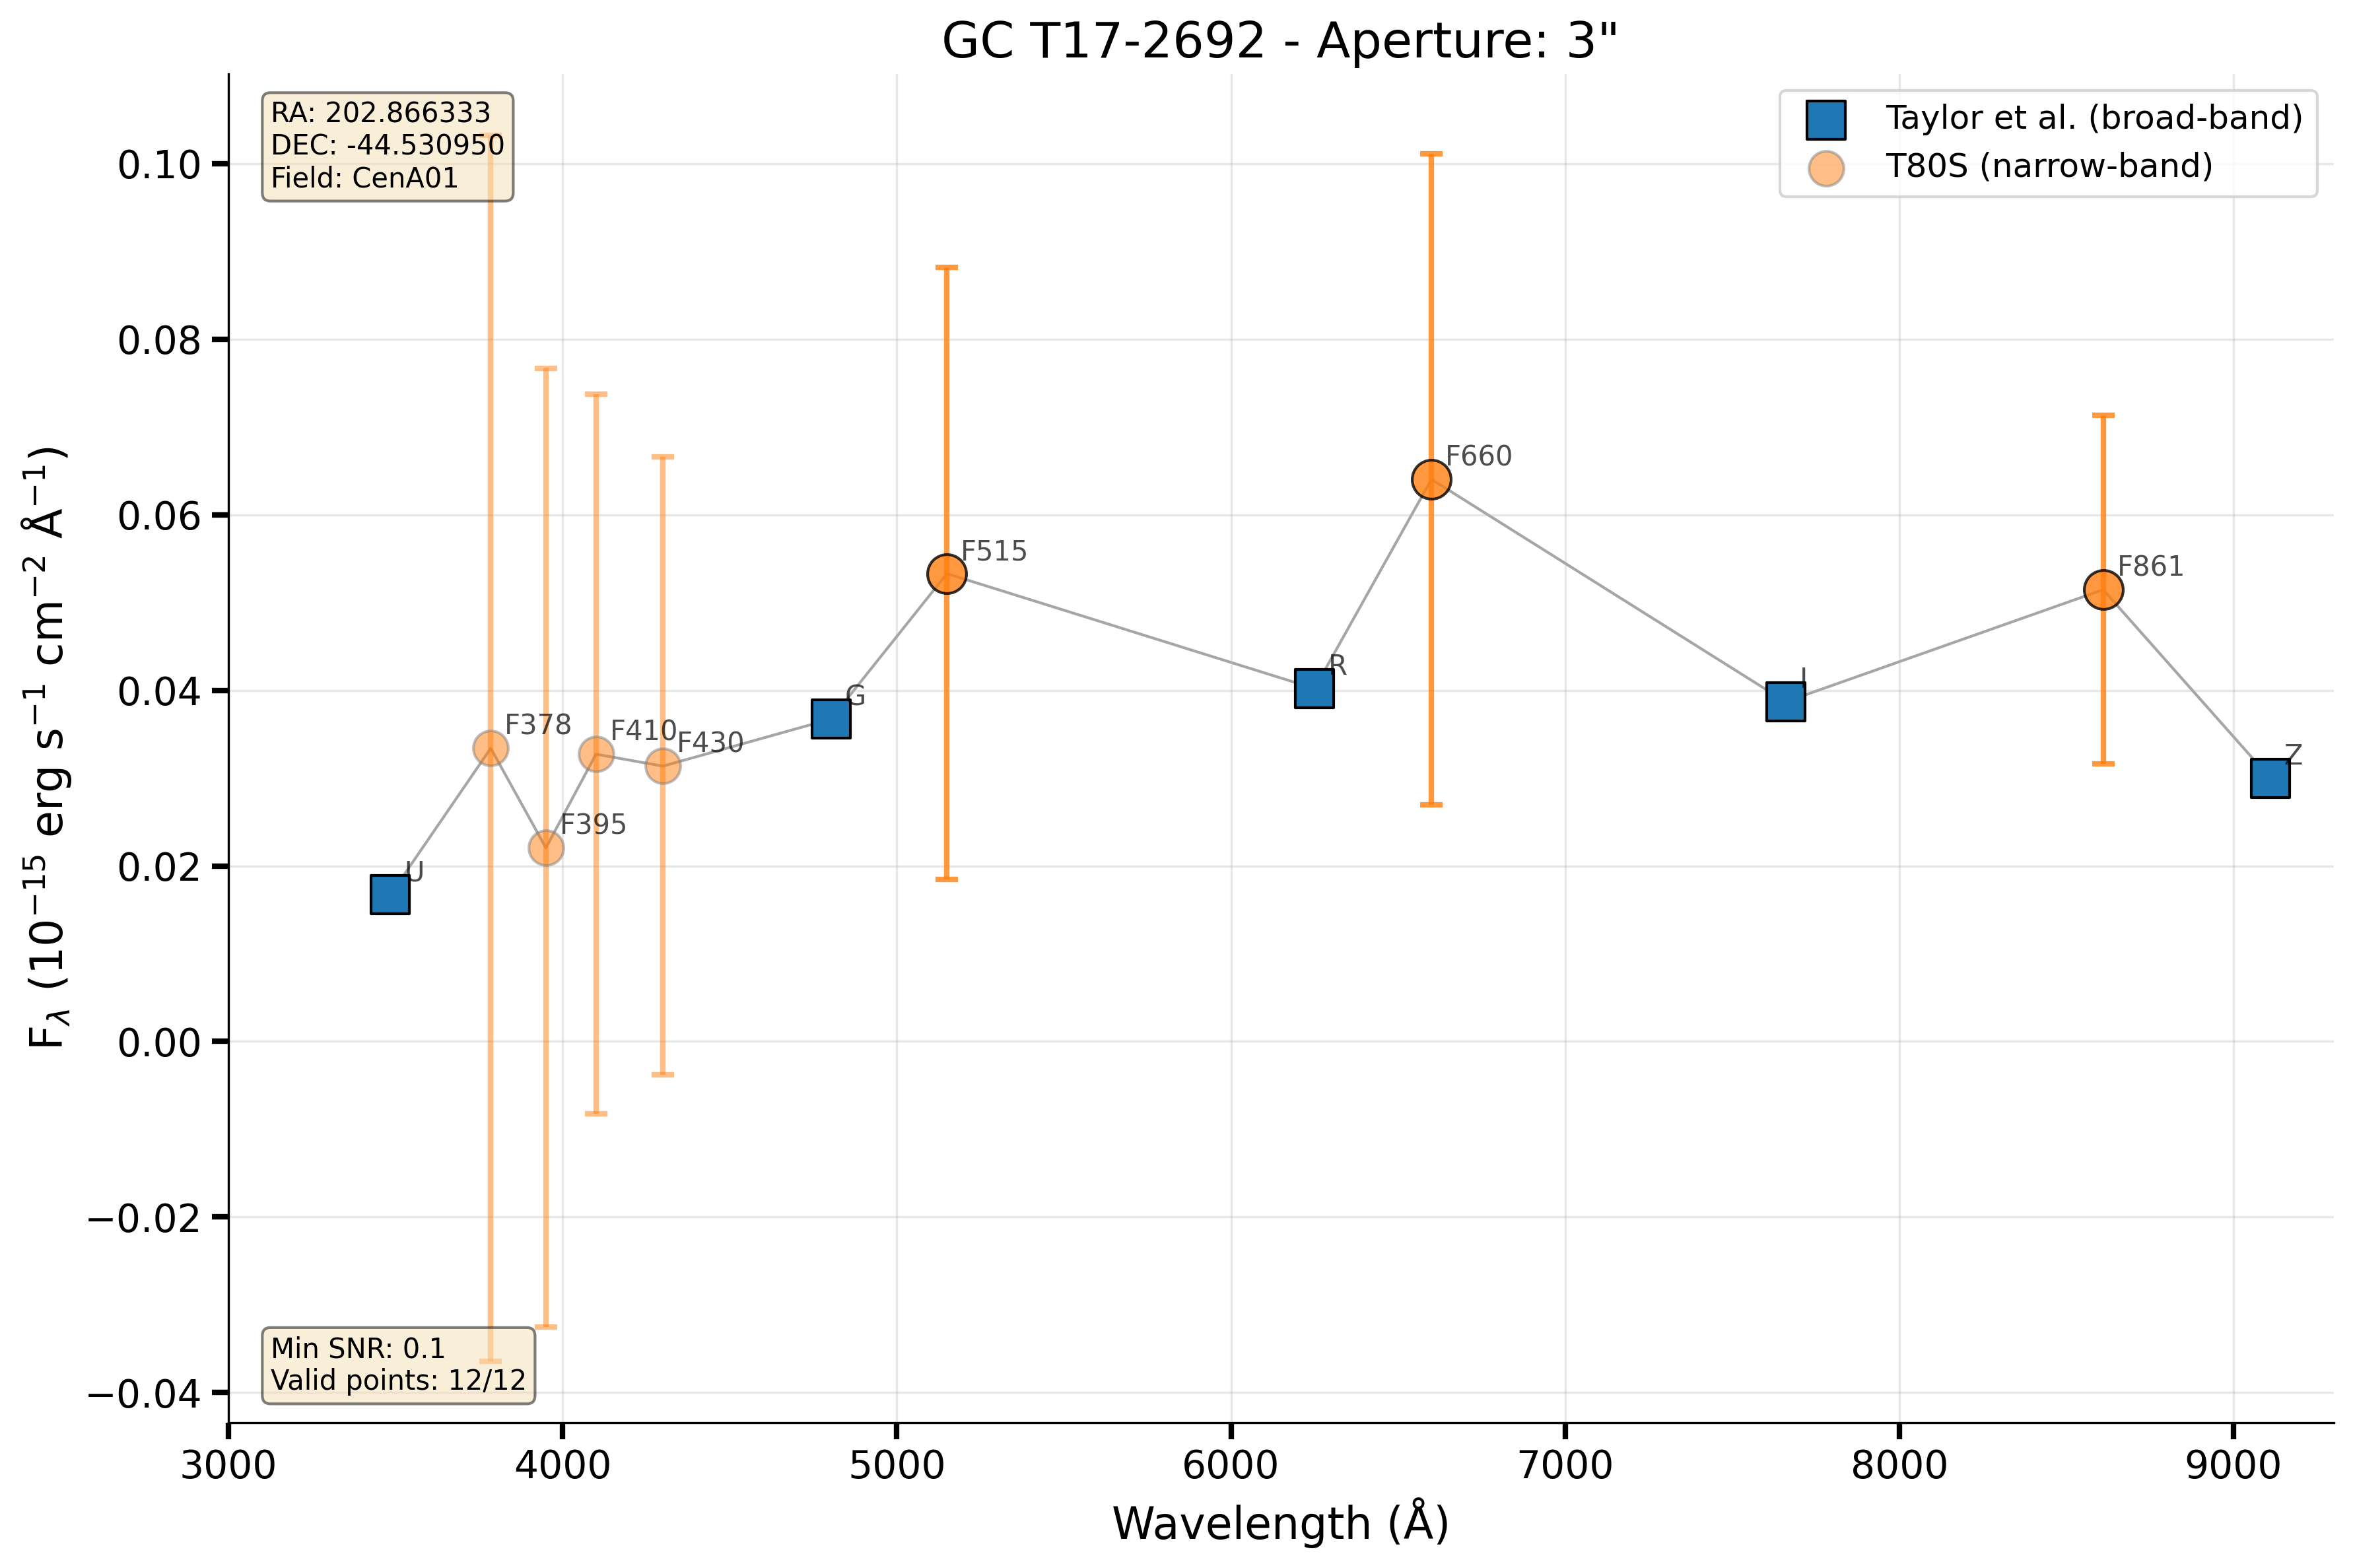 GC T17-2692 - Aperture: 3"
RA: 202.866333
DEC: -44.530950
Field: CenA01
Taylor et al. (broad-band)
T80S (narrow-band)
0.10
0.08
0.06
0.04
0.02
0.00
−0.02
−0.04
F_λ (10⁻¹⁵ erg s⁻¹ cm⁻² Å⁻¹)
U
F378
F395
F410
F430
G
F515
R
F660
I
F861
Z
Min SNR: 0.1
Valid points: 12/12
3000 4000 5000 6000 7000 8000 9000
Wavelength (Å)